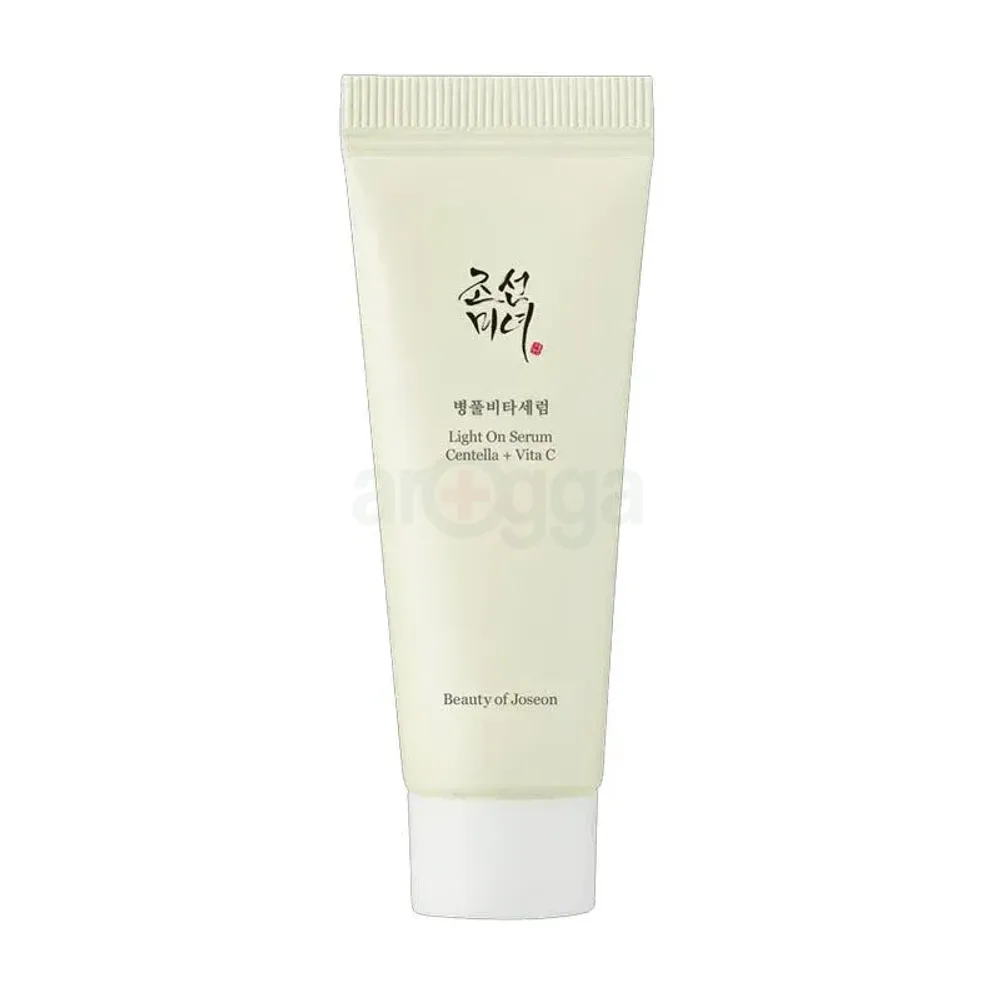 조선
미녀
병풀비타세럼
Light On Serum
Centella + Vita C
arogga
Beauty of Joseon